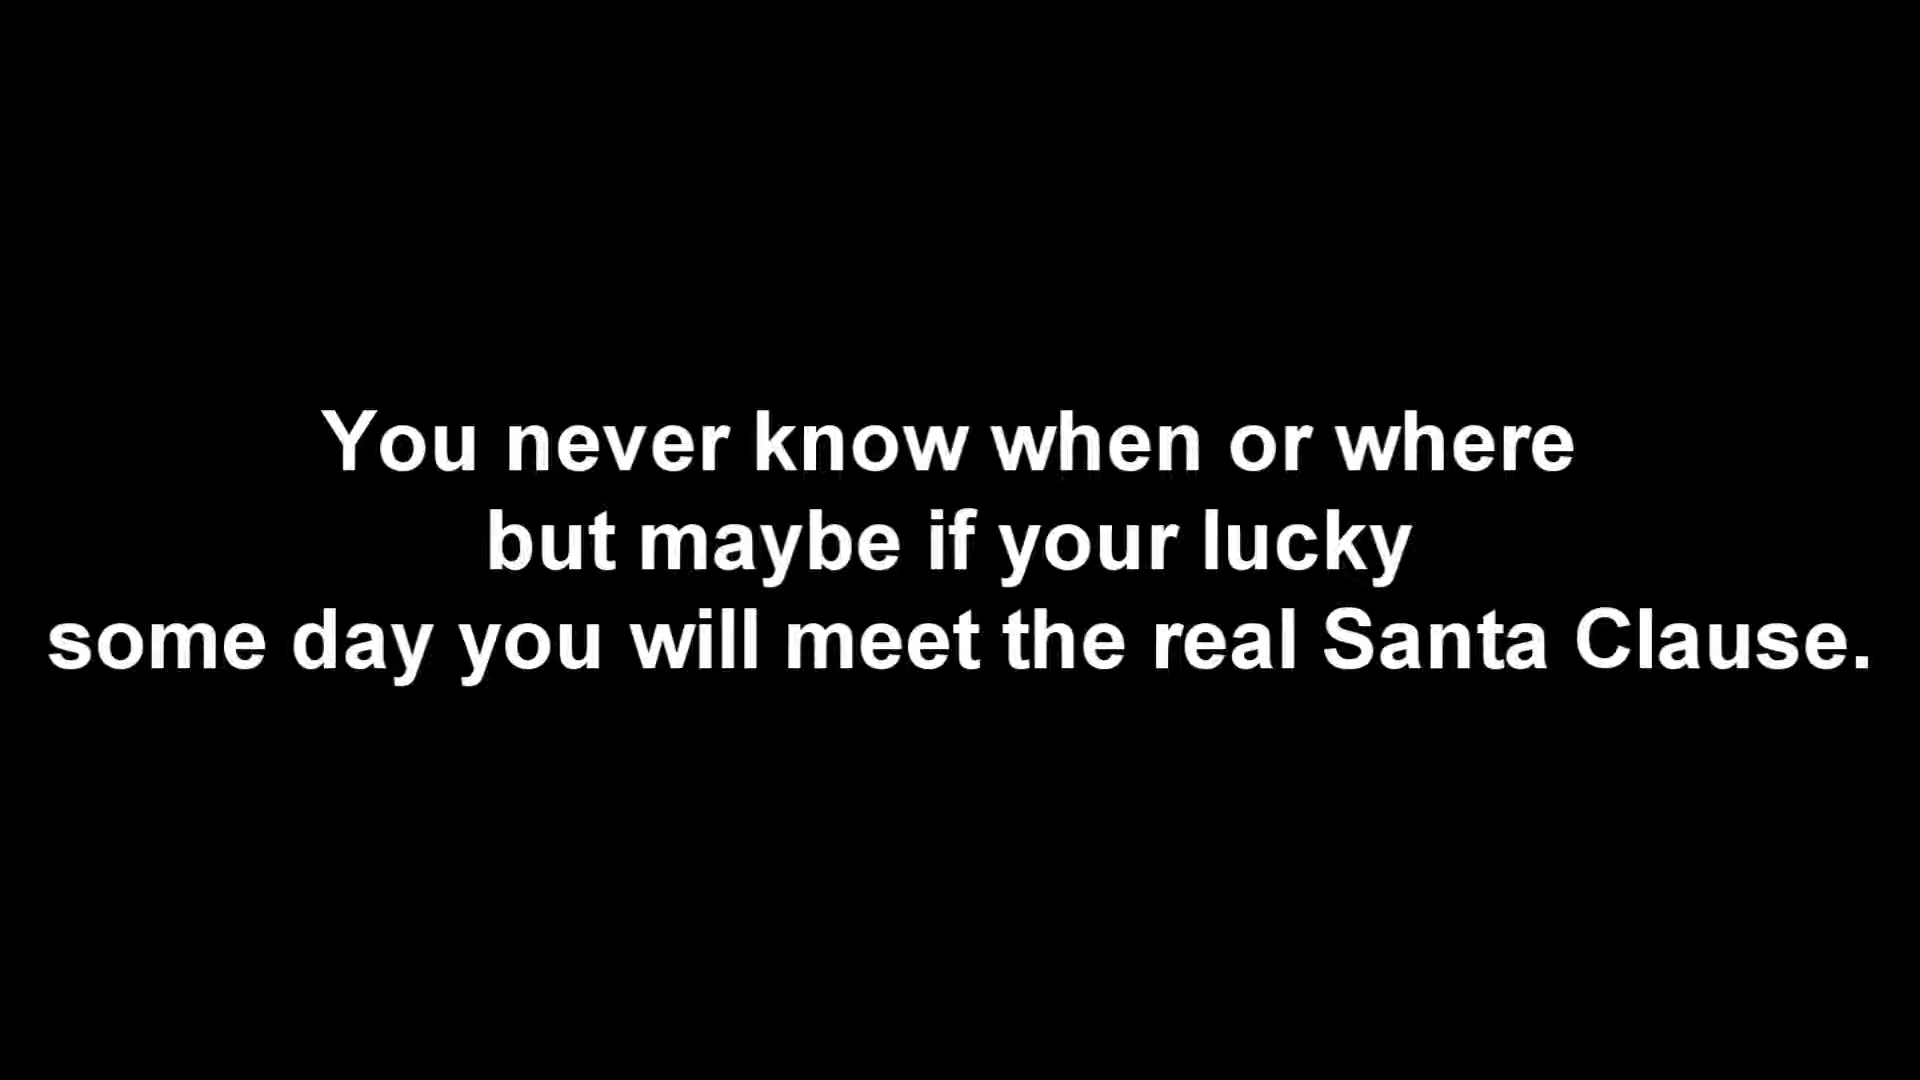 You never know when or where
but maybe if your lucky
some day you will meet the real Santa Clause.